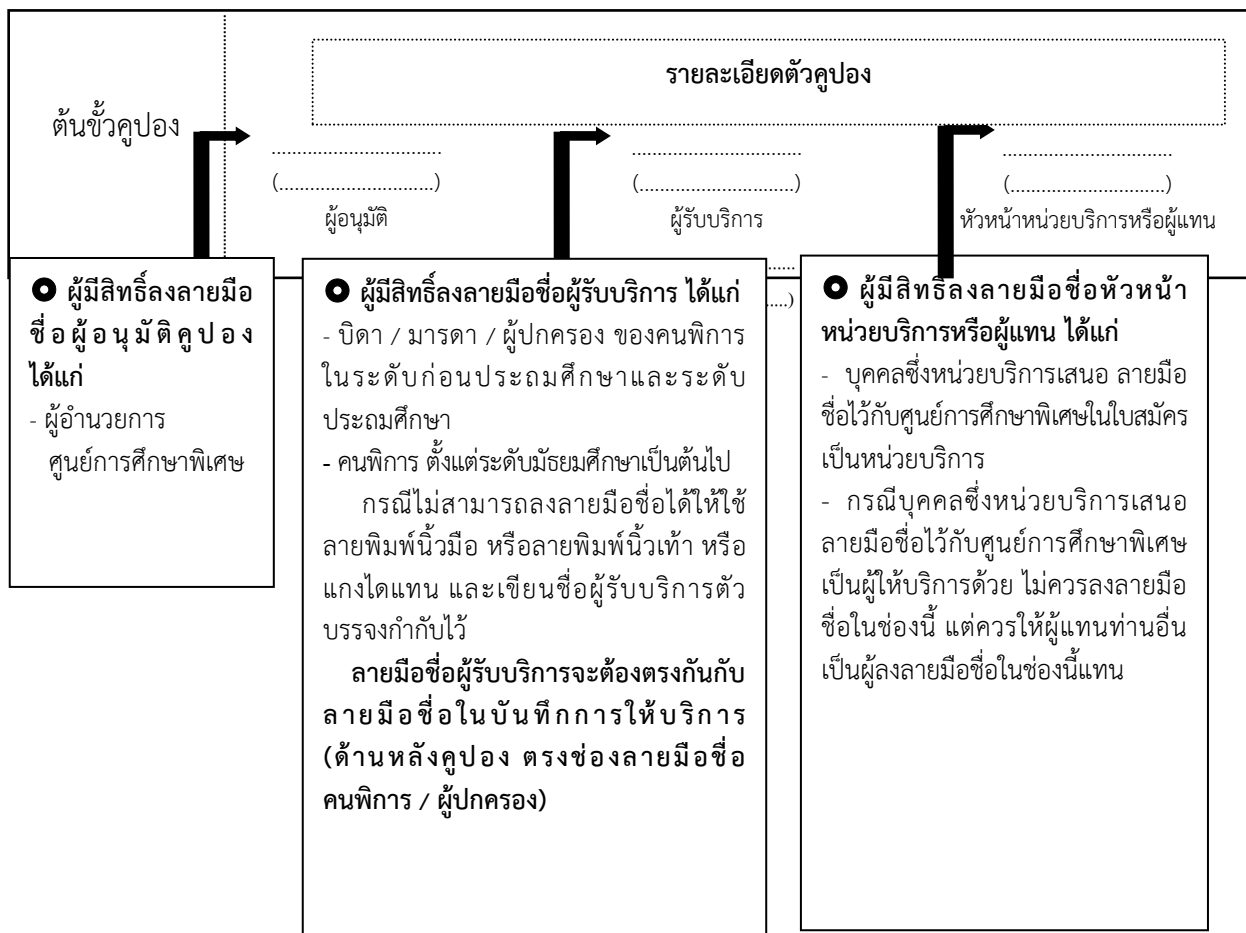 รายละเอียดตัวคูปอง
ต้นขั้วคูปอง
.............................. .............................. ..............................
(............................) (............................) (............................)
ผู้อนุมัติ ผู้รับบริการ หัวหน้าหน่วยบริการหรือผู้แทน
ผู้มีสิทธิ์ลงลายมือ
ชื่อผู้อนุมัติคูปอง
ได้แก่
- ผู้อำนวยการ
ศูนย์การศึกษาพิเศษ
ผู้มีสิทธิ์ลงลายมือชื่อผู้รับบริการ ได้แก่
- บิดา / มารดา / ผู้ปกครอง ของคนพิการ
ในระดับก่อนประถมศึกษาและระดับ
ประถมศึกษา
- คนพิการ ตั้งแต่ระดับมัธยมศึกษาเป็นต้นไป
กรณีไม่สามารถลงลายมือชื่อได้ให้ใช้
ลายพิมพ์นิ้วมือ หรือลายพิมพ์นิ้วเท้า หรือ
แกงไดแทน และเขียนชื่อผู้รับบริการตัว
บรรจงกำกับไว้
ลายมือชื่อผู้รับบริการจะต้องตรงกันกับ
ลายมือชื่อในบันทึกการให้บริการ
(ด้านหลังคูปอง ตรงช่องลายมือชื่อ
คนพิการ / ผู้ปกครอง)
......
.....)
ผู้มีสิทธิ์ลงลายมือชื่อหัวหน้า
หน่วยบริการหรือผู้แทน ได้แก่
- บุคคลซึ่งหน่วยบริการเสนอ ลายมือ
ชื่อไว้กับศูนย์การศึกษาพิเศษในใบสมัคร
เป็นหน่วยบริการ
- กรณีบุคคลซึ่งหน่วยบริการเสนอ
ลายมือชื่อไว้กับศูนย์การศึกษาพิเศษ
เป็นผู้ให้บริการด้วย ไม่ควรลงลายมือ
ชื่อในช่องนี้ แต่ควรให้ผู้แทนท่านอื่น
เป็นผู้ลงลายมือชื่อในช่องนี้แทน